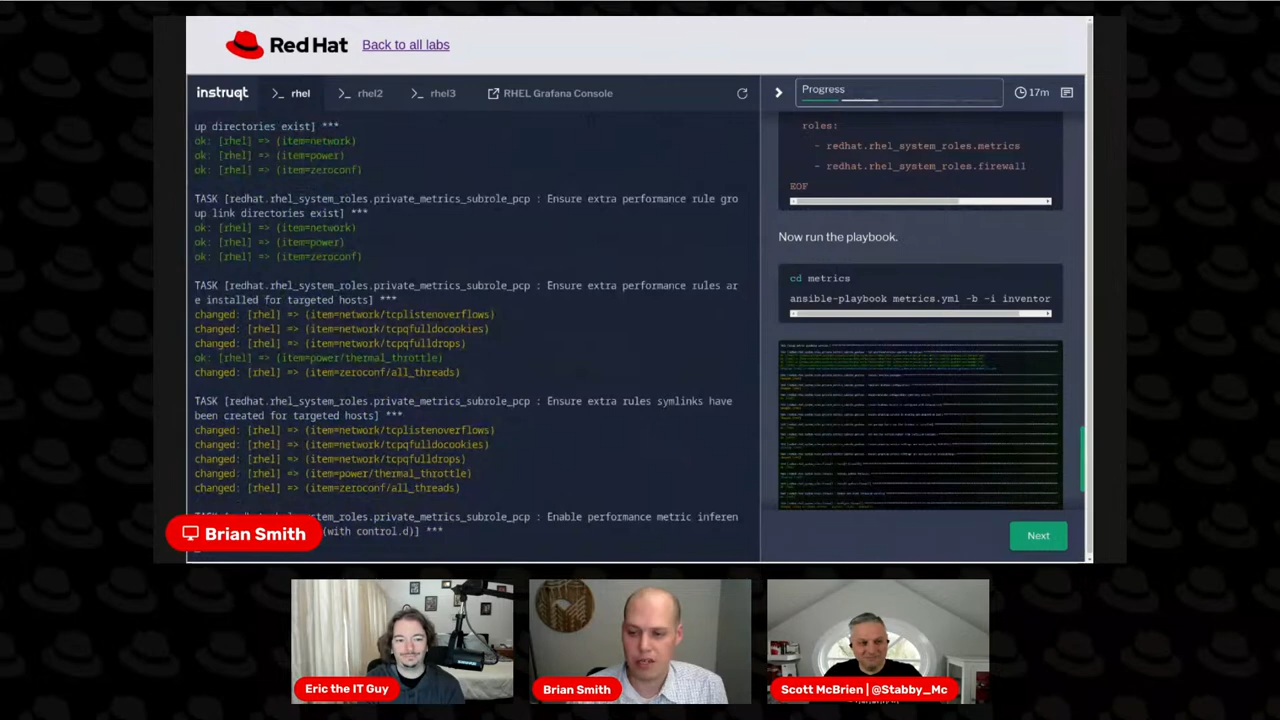 Red Hat
Back to all labs
instruqt
>_ rhel
>_ rhel2
>_ rhel3
RHEL Grafana Console
Progress
17m
up directories exist] ***
ok: [rhel] => (item=network)
ok: [rhel] => (item=power)
ok: [rhel] => (item=zeroconf)
TASK [redhat.rhel_system_roles.private_metrics_subrole_pcp : Ensure extra performance rule gro
up link directories exist] ***
ok: [rhel] => (item=network)
ok: [rhel] => (item=power)
ok: [rhel] => (item=zeroconf)
TASK [redhat.rhel_system_roles.private_metrics_subrole_pcp : Ensure extra performance rules ar
e installed for targeted hosts] ***
changed: [rhel] => (item=network/tcplistenoverflows)
changed: [rhel] => (item=network/tcpqfulldocookies)
changed: [rhel] => (item=network/tcpqfulldrops)
ok: [rhel] => (item=power/thermal_throttle)
changed: [rhel] => (item=zeroconf/all_threads)
TASK [redhat.rhel_system_roles.private_metrics_subrole_pcp : Ensure extra rules symlinks have
been created for targeted hosts] ***
changed: [rhel] => (item=network/tcplistenoverflows)
changed: [rhel] => (item=network/tcpqfulldocookies)
changed: [rhel] => (item=network/tcpqfulldrops)
changed: [rhel] => (item=power/thermal_throttle)
changed: [rhel] => (item=zeroconf/all_threads)
hel_system_roles.private_metrics_subrole_pcp : Enable performance metric inferen
(with control.d)] ***
roles:
- redhat.rhel_system_roles.metrics
- redhat.rhel_system_roles.firewall
EOF
Now run the playbook.
cd metrics
ansible-playbook metrics.yml -b -i inventor
Next
Brian Smith
Eric the IT Guy
Brian Smith
Scott McBrien | @Stabby_Mc